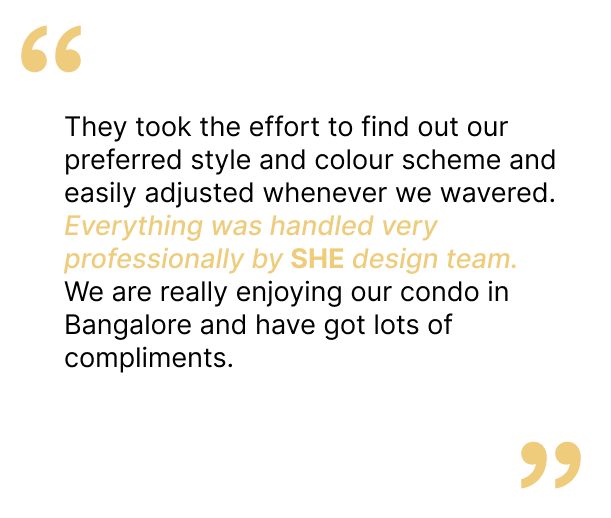 “
They took the effort to find out our
preferred style and colour scheme and
easily adjusted whenever we wavered.
Everything was handled very
professionally by SHE design team.
We are really enjoying our condo in
Bangalore and have got lots of
compliments.
”